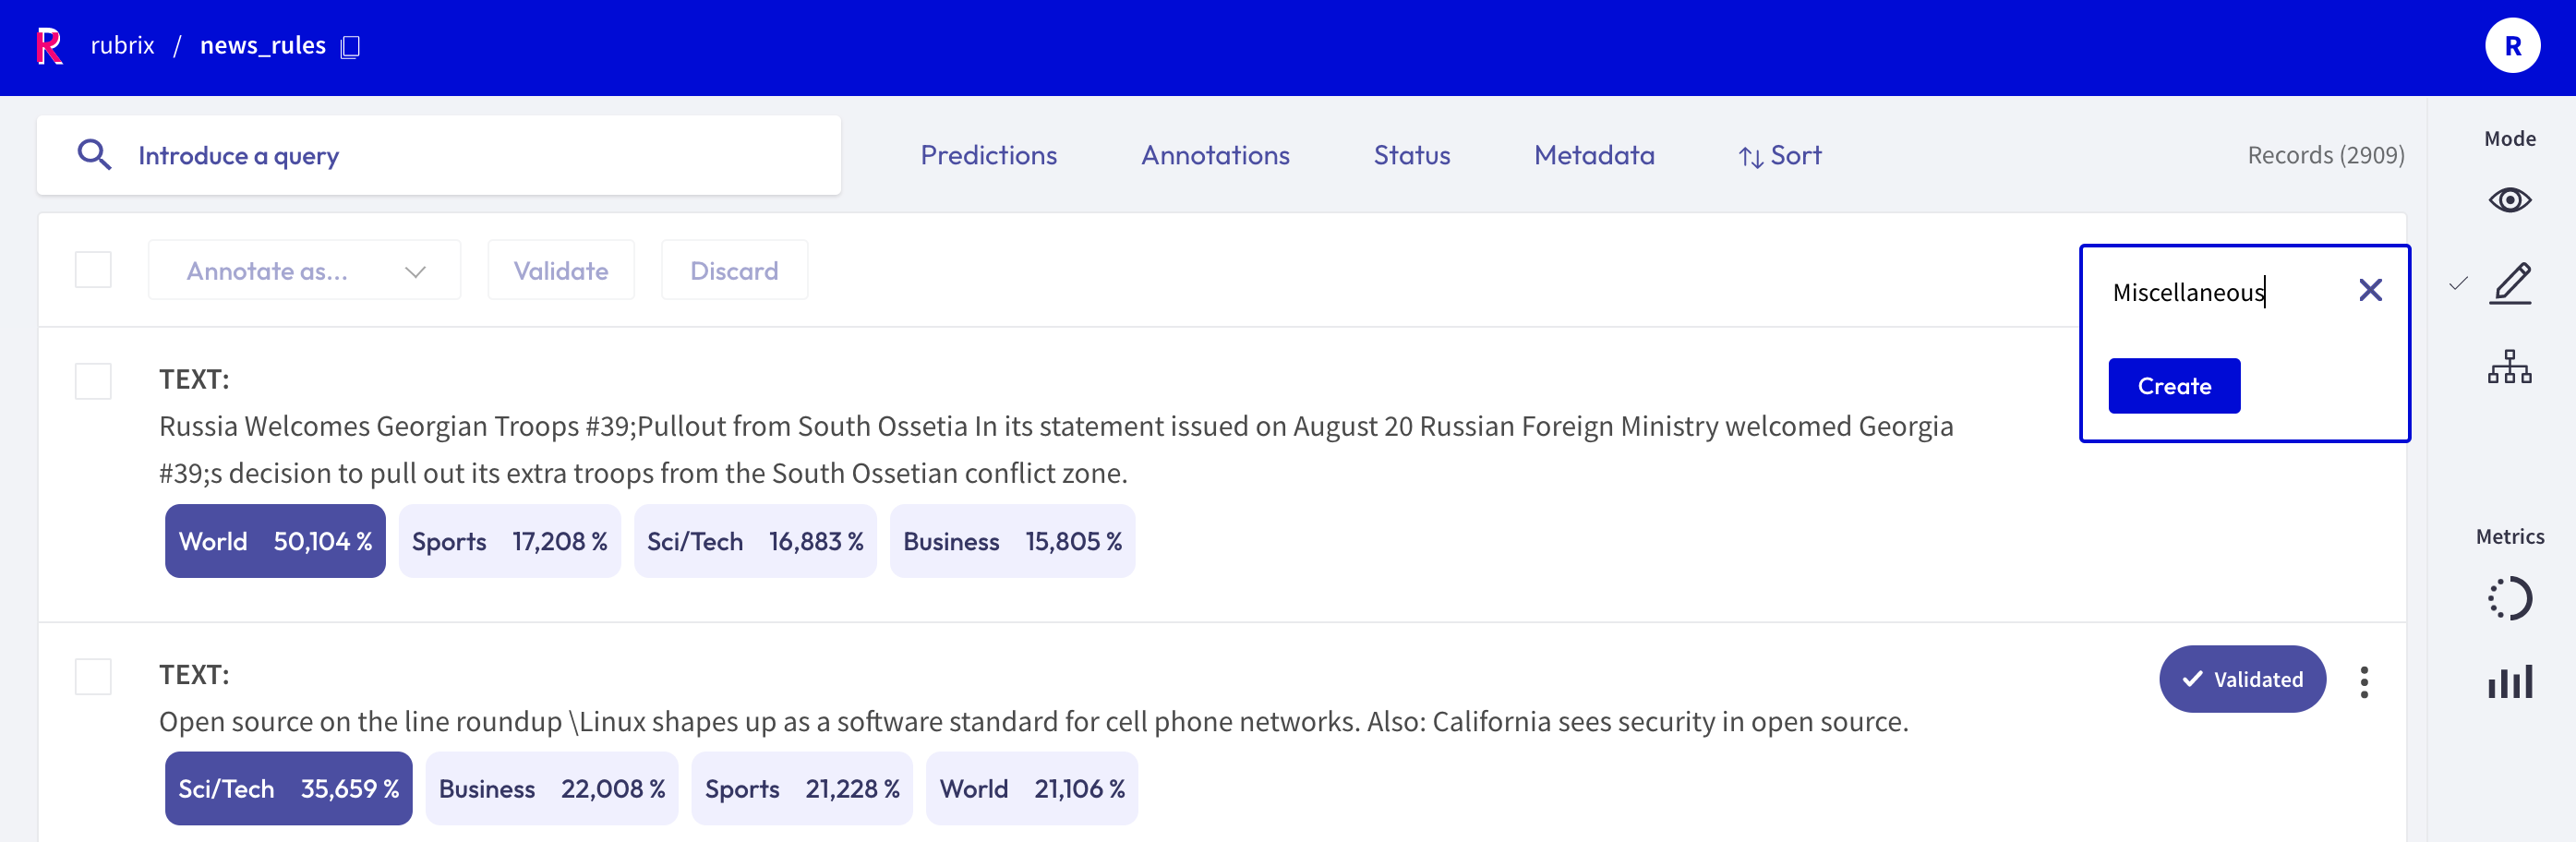 R rubrix / news_rules R
Introduce a query Predictions Annotations Status Metadata Sort Records (2909)
Mode
Annotate as... Validate Discard
Miscellaneous
Create
TEXT:
Russia Welcomes Georgian Troops #39;Pullout from South Ossetia In its statement issued on August 20 Russian Foreign Ministry welcomed Georgia
#39;s decision to pull out its extra troops from the South Ossetian conflict zone.
World 50,104 % Sports 17,208 % Sci/Tech 16,883 % Business 15,805 %
Metrics
TEXT:
Validated
Open source on the line roundup \Linux shapes up as a software standard for cell phone networks. Also: California sees security in open source.
Sci/Tech 35,659 % Business 22,008 % Sports 21,228 % World 21,106 %